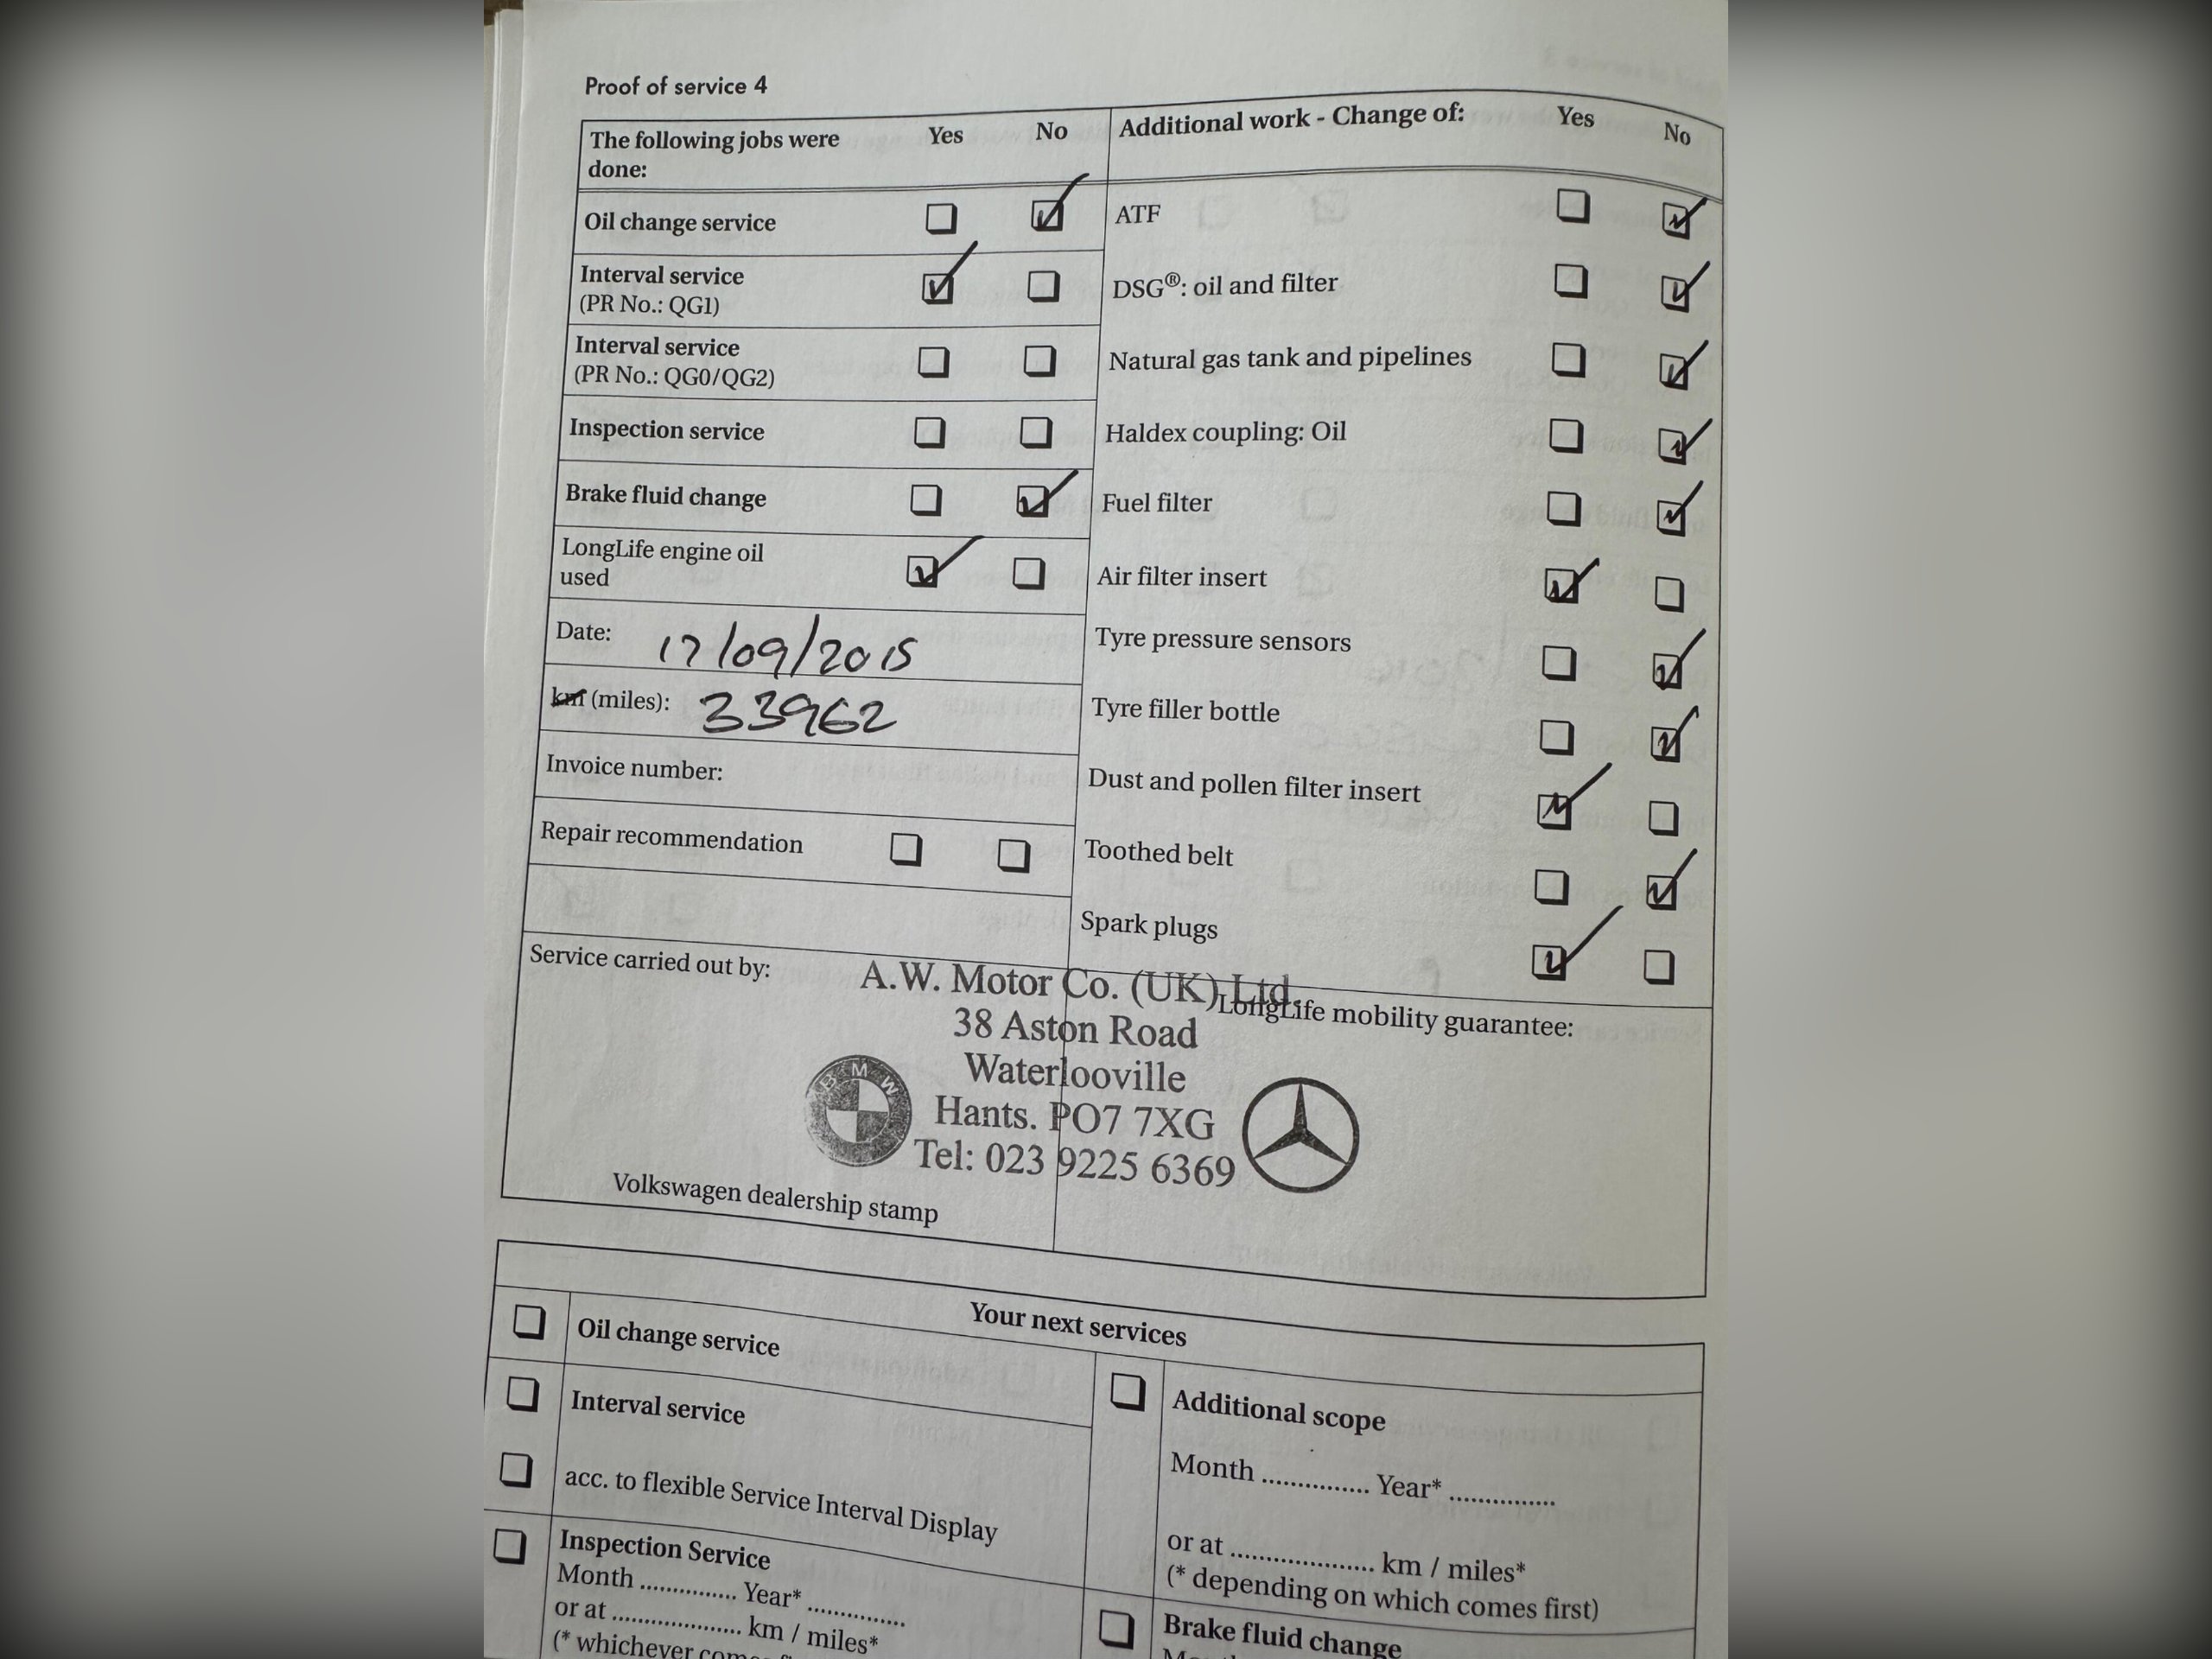 Proof of service 4
The following jobs were done: Yes No
Oil change service
Interval service
(PR No.: QG1)
Interval service
(PR No.: QG0/QG2)
Inspection service
Brake fluid change
LongLife engine oil
used
Date: 17/09/2015
km (miles): 33962
Invoice number:
Repair recommendation
Additional work - Change of: Yes No
ATF
DSG®: oil and filter
Natural gas tank and pipelines
Haldex coupling: Oil
Fuel filter
Air filter insert
Tyre pressure sensors
Tyre filler bottle
Dust and pollen filter insert
Toothed belt
Spark plugs
Service carried out by:
A.W. Motor Co. (UK) Ltd.
38 Aston Road
Waterlooville
Hants. PO7 7XG
Tel: 023 9225 6369
BMW
Volkswagen dealership stamp
LongLife mobility guarantee:
Your next services
Oil change service
Interval service
acc. to flexible Service Interval Display
Inspection Service
Month ............... Year* ...............
or at .................... km / miles*
(* whichever
Additional scope
Month ............... Year* ...............
or at .................... km / miles*
(* depending on which comes first)
Brake fluid change